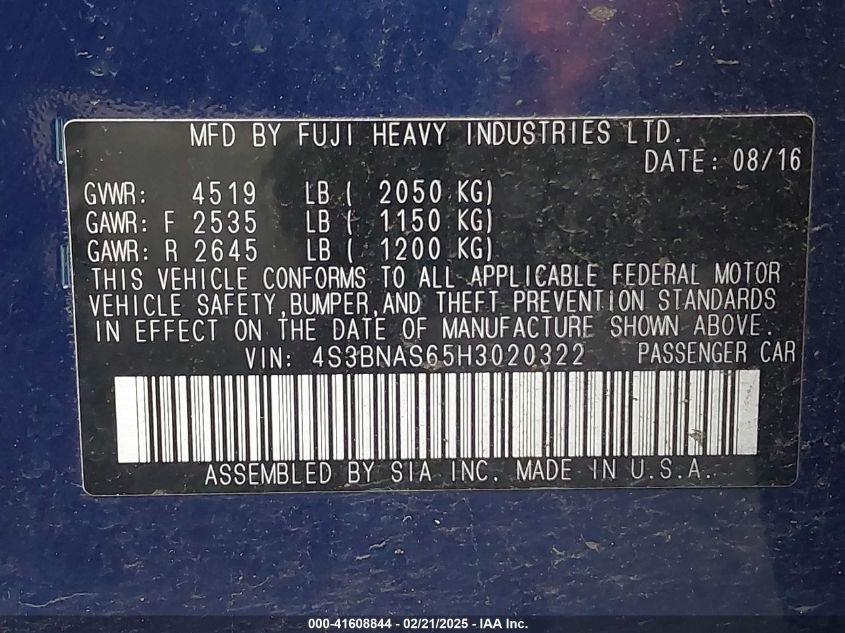 MFD BY FUJI HEAVY INDUSTRIES LTD.
DATE: 08/16
GVWR: 4519 LB ( 2050 KG)
GAWR: F 2535 LB ( 1150 KG)
GAWR: R 2645 LB ( 1200 KG)
THIS VEHICLE CONFORMS TO ALL APPLICABLE FEDERAL MOTOR
VEHICLE SAFETY,BUMPER,AND THEFT PREVENTION STANDARDS
IN EFFECT ON THE DATE OF MANUFACTURE SHOWN ABOVE.
VIN: 4S3BNAS65H3020322 PASSENGER CAR
ASSEMBLED BY SIA INC. MADE IN U.S.A.
000-41608844 - 02/21/2025 - IAA Inc.